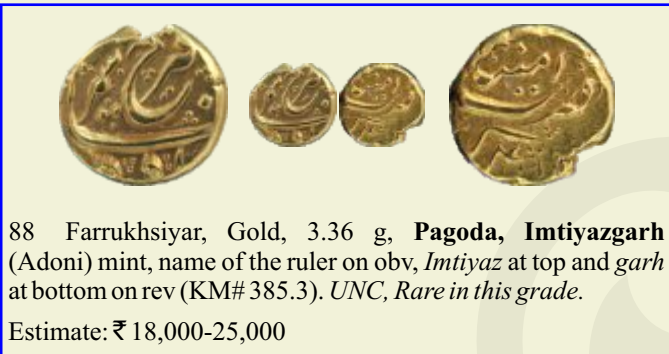 88 Farrukhsiyar, Gold, 3.36 g, Pagoda, Imtiyazgarh
(Adoni) mint, name of the ruler on obv, Imtiyaz at top and garh
at bottom on rev (KM# 385.3). UNC, Rare in this grade.
Estimate: ₹ 18,000-25,000